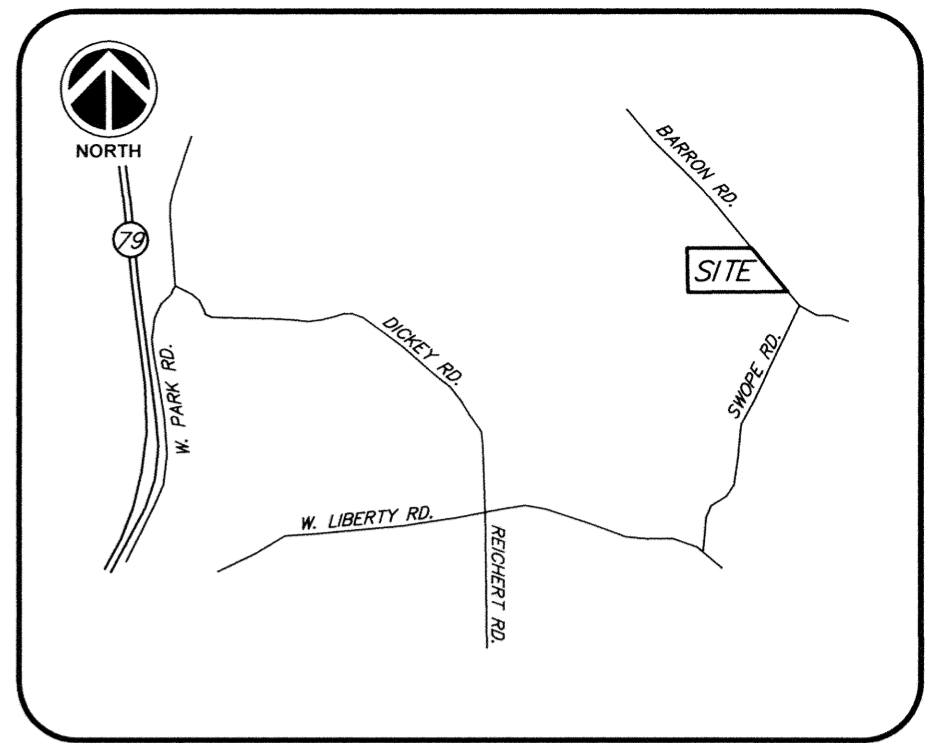 NORTH
BARRON RD.
79
SITE
DICKEY RD.
W. PARK RD.
SWOPE RD.
W. LIBERTY RD.
REICHERT RD.